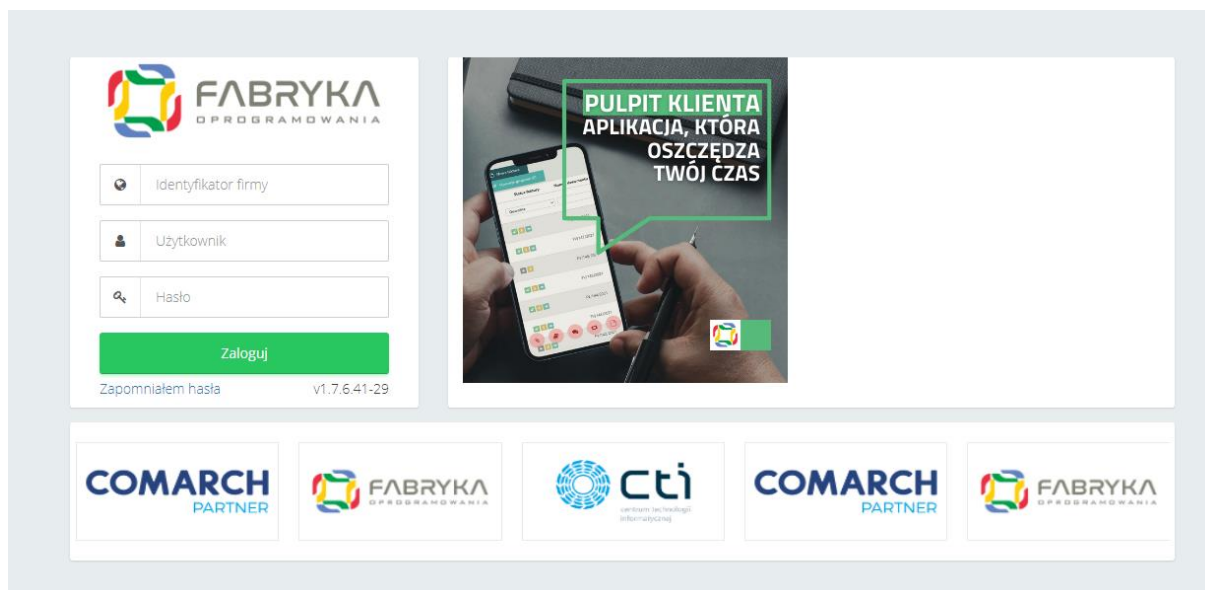 FABRYKA
OPROGRAMOWANIA
Identyfikator firmy
Użytkownik
Hasło
Zaloguj
Zapomniałem hasła v1.7.6.41-29
PULPIT KLIENTA
APLIKACJA, KTÓRA
OSZCZĘDZA
TWÓJ CZAS
COMARCH
PARTNER
FABRYKA
OPROGRAMOWANIA
cti
centrum technologii
informatycznej
COMARCH
PARTNER
FABRYKA
OPROGRAMOWANIA